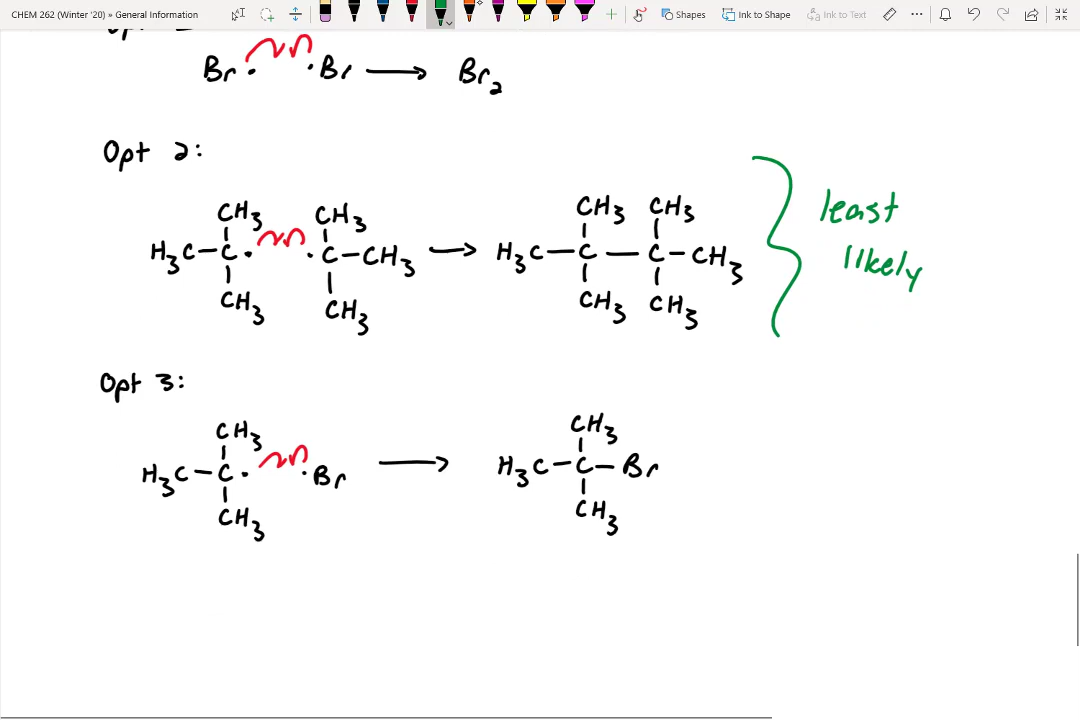 CHEM 262 (Winter '20) » General Information
Shapes
Ink to Shape
Ink to Text
Br· ·Br ⟶ Br2
Opt 2:
least
likely
CH3 CH3 CH3 CH3
H3C–C· ·C–CH3 ⟶ H3C–C–C–CH3
CH3 CH3 CH3 CH3
Opt 3:
CH3 CH3
H3C–C· ·Br ⟶ H3C–C–Br
CH3 CH3